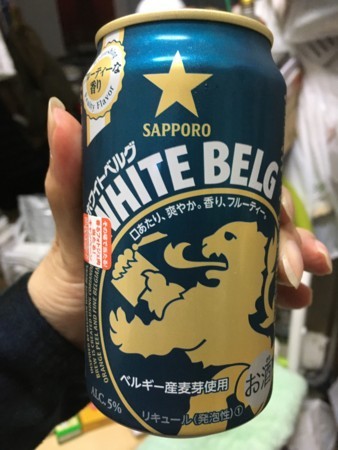 フルーティーな
香り
Fruity Flavor
SAPPORO
ホワイトベルグ
WHITE BELG
口あたり、爽やか。香り、フルーティー。
ベルギー産麦芽使用
ALC. 5%
お酒
リキュール(発泡性)①